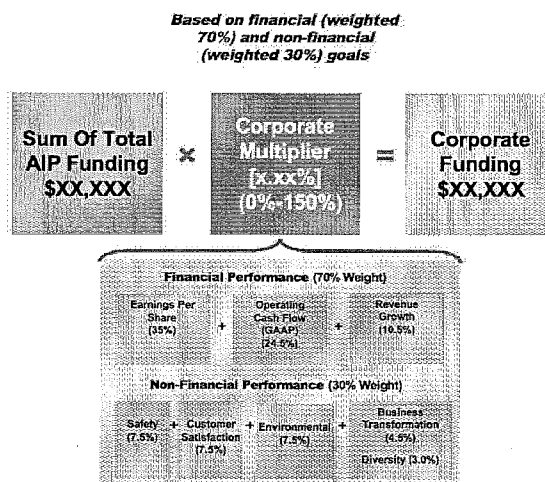 Based on financial (weighted
70%) and non-financial
(weighted 30%) goals
Sum Of Total
AIP Funding
$XX,XXX
×
Corporate
Multiplier
[x.xx%]
(0%-150%)
=
Corporate
Funding
$XX,XXX
Financial Performance (70% Weight)
Earnings Per
Share
(35%)
+
Operating
Cash Flow
(GAAP)
(24.5%)
+
Revenue
Growth
(10.5%)
Non-Financial Performance (30% Weight)
Safety
(7.5%)
+
Customer
Satisfaction
(7.5%)
+
Environmental
(7.5%)
+
Business
Transformation
(4.5%)
Diversity (3.0%)